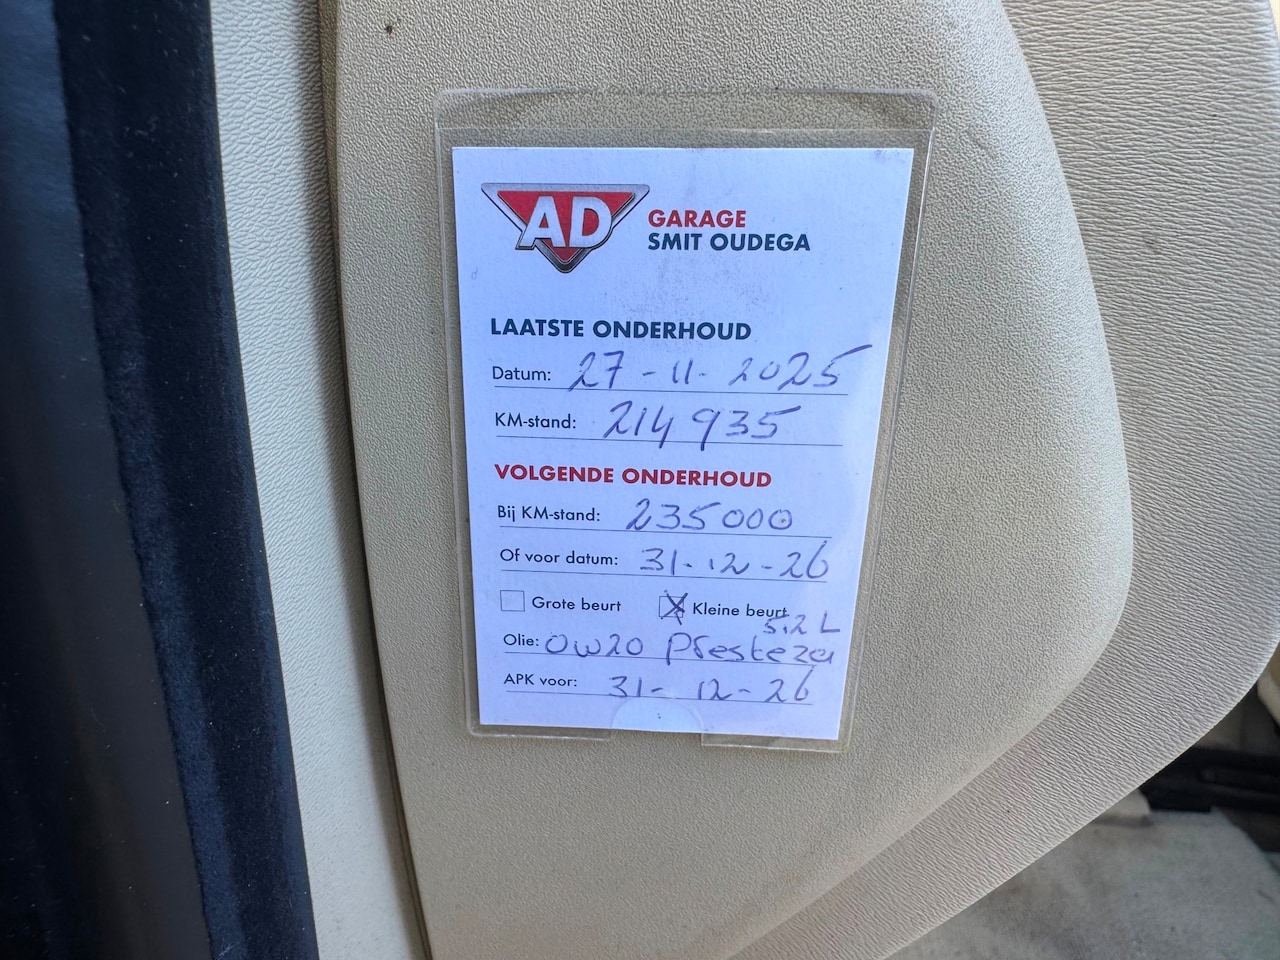 AD
GARAGE
SMIT OUDEGA
LAATSTE ONDERHOUD
Datum: 27-11-2025
KM-stand: 214935
VOLGENDE ONDERHOUD
Bij KM-stand: 235000
Of voor datum: 31-12-26
Grote beurt Kleine beurt
5.2 L
Olie: 0W20 Presteza
APK voor: 31-12-26